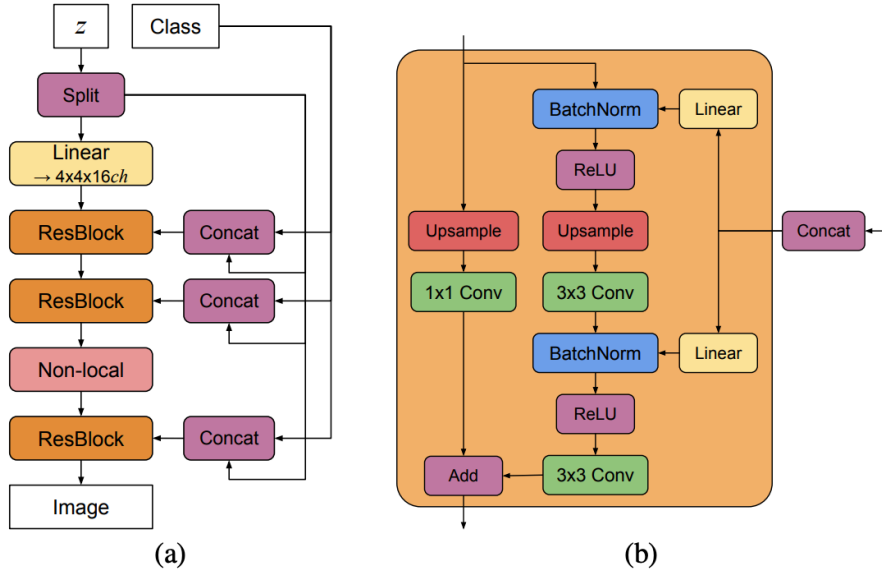 z
Class
Split
Linear
→ 4x4x16ch
ResBlock
Concat
ResBlock
Concat
Non-local
ResBlock
Concat
Image
(a)
BatchNorm
Linear
ReLU
Upsample
Upsample
Concat
1x1 Conv
3x3 Conv
BatchNorm
Linear
ReLU
Add
3x3 Conv
(b)